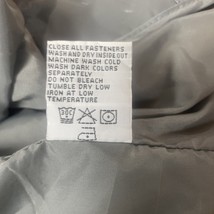 CLOSE ALL FASTENERS
WASH AND DRY INSIDE OUT
MACHINE WASH COLD
WASH DARK COLORS
SEPARATELY
DO NOT BLEACH
TUMBLE DRY LOW
IRON AT LOW
TEMPERATURE